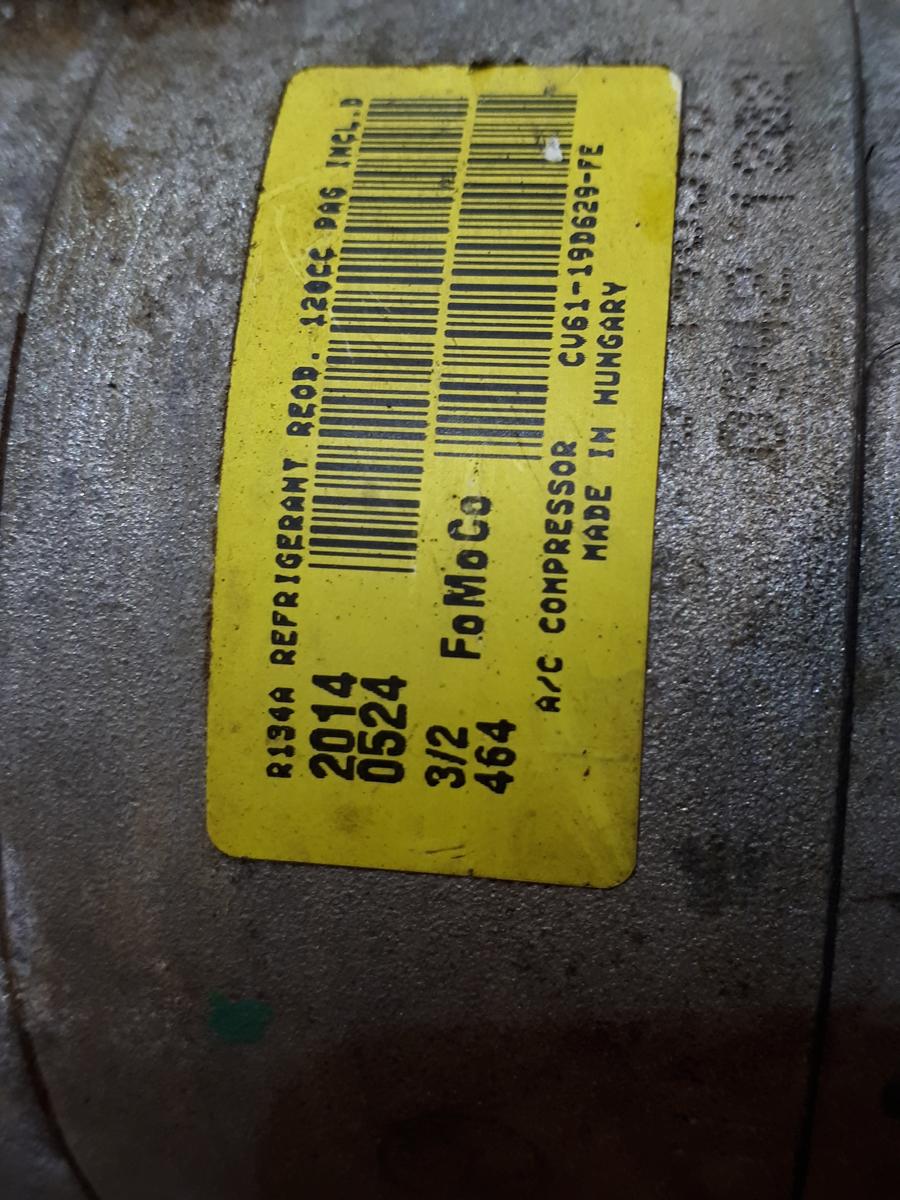 R134A REFRIGERANT REQD. 120CC PAG INCL.D
2014
0524
3/2
464
FoMoCo
A/C COMPRESSOR CV61-19D629-FE
MADE IN HUNGARY